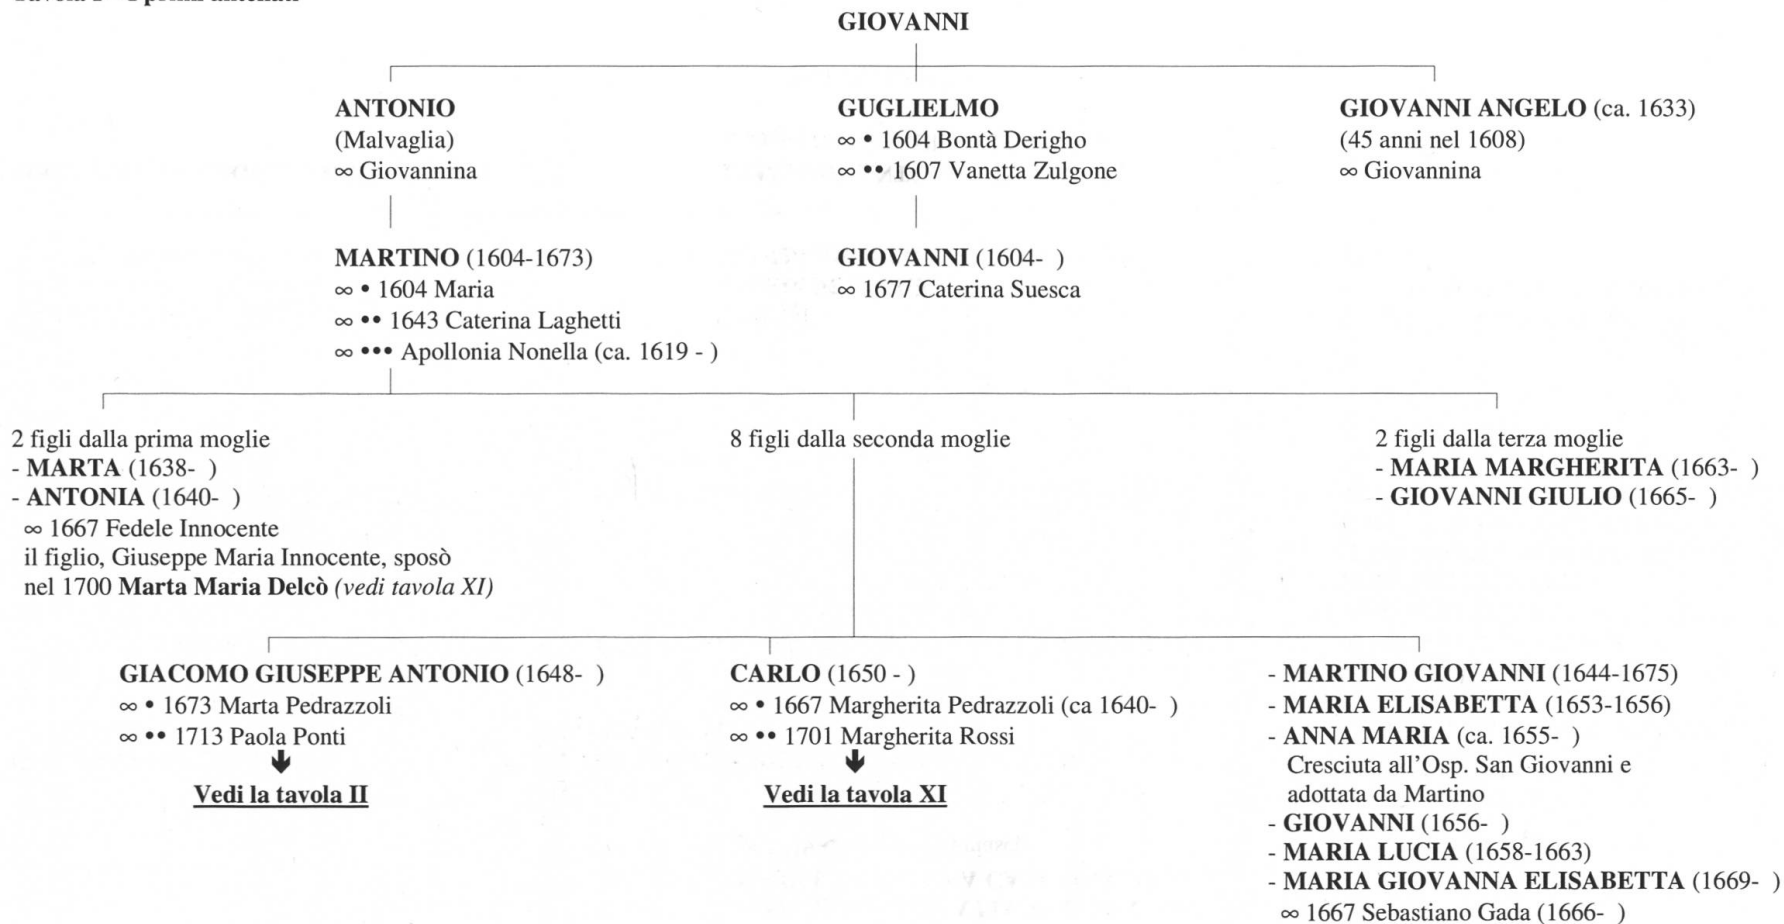 GIOVANNI
ANTONIO
(Malvaglia)
∞ Giovannina
GUGLIELMO
∞ • 1604 Bontà Derigho
∞ •• 1607 Vanetta Zulgone
GIOVANNI ANGELO (ca. 1633)
(45 anni nel 1608)
∞ Giovannina
MARTINO (1604-1673)
∞ • 1604 Maria
∞ •• 1643 Caterina Laghetti
∞ ••• Apollonia Nonella (ca. 1619 - )
GIOVANNI (1604- )
∞ 1677 Caterina Suesca
2 figli dalla prima moglie
- MARTA (1638- )
- ANTONIA (1640- )
∞ 1667 Fedele Innocente
il figlio, Giuseppe Maria Innocente, sposò
nel 1700 Marta Maria Delcò (vedi tavola XI)
8 figli dalla seconda moglie
2 figli dalla terza moglie
- MARIA MARGHERITA (1663- )
- GIOVANNI GIULIO (1665- )
GIACOMO GIUSEPPE ANTONIO (1648- )
∞ • 1673 Marta Pedrazzoli
∞ •• 1713 Paola Ponti
Vedi la tavola II
CARLO (1650 - )
∞ • 1667 Margherita Pedrazzoli (ca 1640- )
∞ •• 1701 Margherita Rossi
Vedi la tavola XI
- MARTINO GIOVANNI (1644-1675)
- MARIA ELISABETTA (1653-1656)
- ANNA MARIA (ca. 1655- )
Cresciuta all'Osp. San Giovanni e
adottata da Martino
- GIOVANNI (1656- )
- MARIA LUCIA (1658-1663)
- MARIA GIOVANNA ELISABETTA (1669- )
∞ 1667 Sebastiano Gada (1666- )